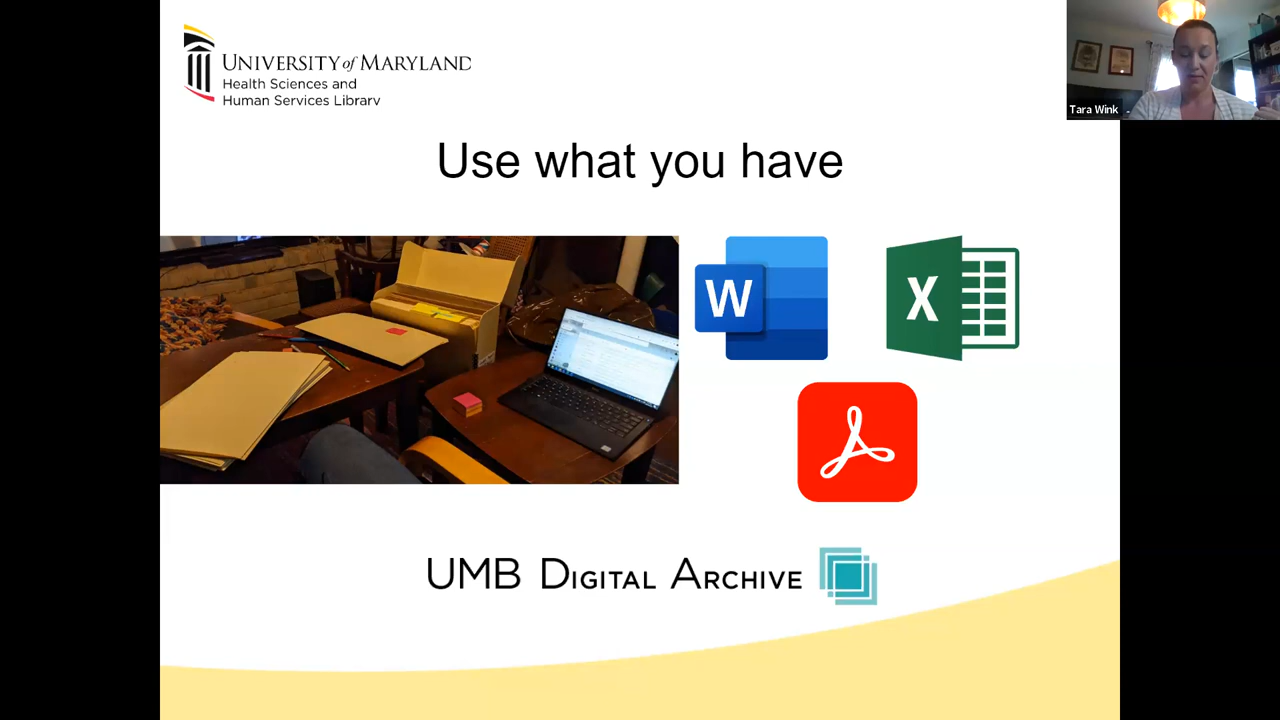 UNIVERSITY of MARYLAND
Health Sciences and
Human Services Library
Tara Wink
Use what you have
W
X
UMB DIGITAL ARCHIVE